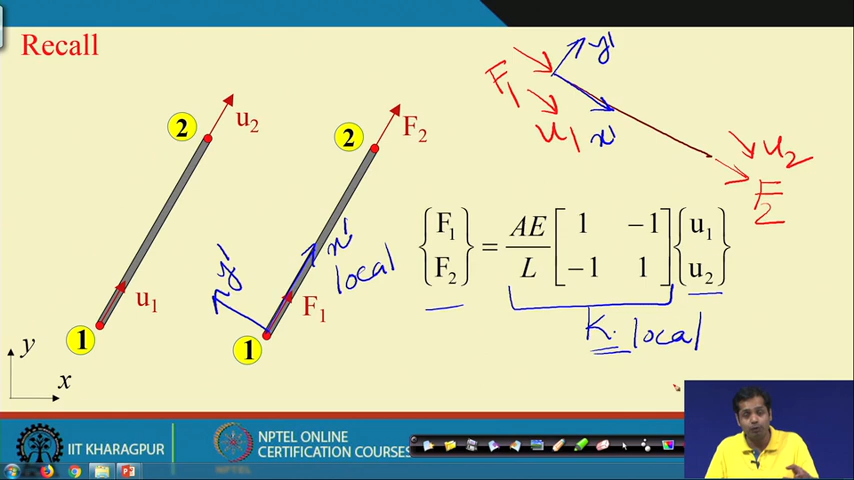 Recall
2
u₂
u₁
1
y
x
2
F₂
F₁
1
y'
x'
local
F₁
u₁
y'
x'
u₂
F₂
{F₁ F₂} = AE/L [1 −1 −1 1] {u₁ u₂}
K local
IIT KHARAGPUR
NPTEL ONLINE
CERTIFICATION COURSES
NPTEL